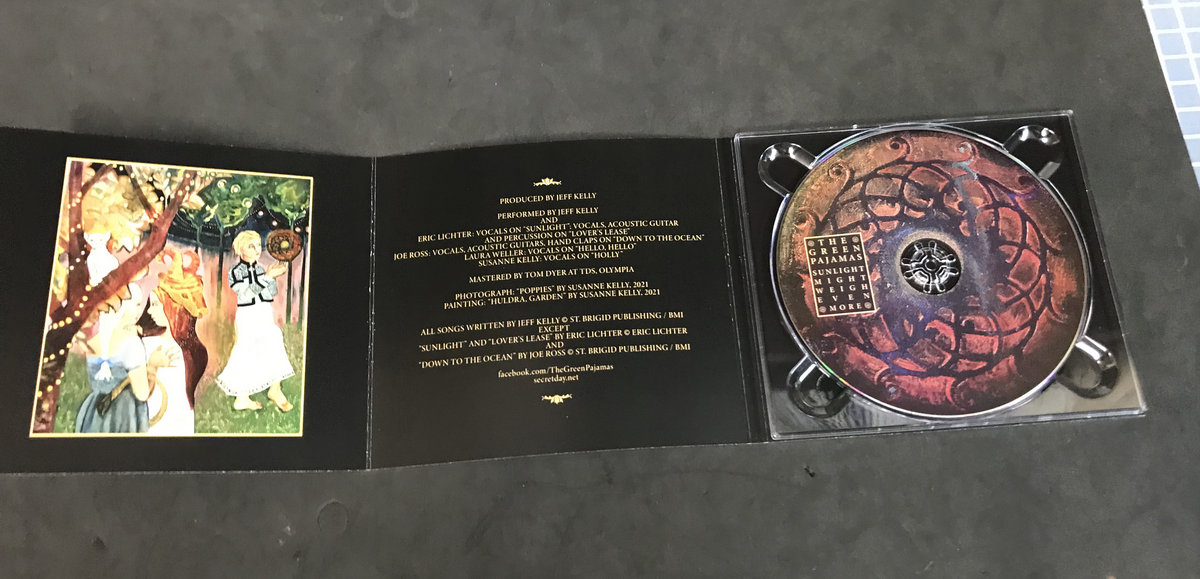 PRODUCED BY JEFF KELLY
PERFORMED BY JEFF KELLY
AND
ERIC LICHTER: VOCALS ON "SUNLIGHT"; VOCALS, ACOUSTIC GUITAR
AND PERCUSSION ON "LOVER'S LEASE"
JOE ROSS: VOCALS, ACOUSTIC GUITARS, HAND CLAPS ON "DOWN TO THE OCEAN"
LAURA WELLER: VOCALS ON "HELLO, HELLO"
SUSANNE KELLY: VOCALS ON "HOLLY"
MASTERED BY TOM DYER AT TDS, OLYMPIA
PHOTOGRAPH: "POPPIES" BY SUSANNE KELLY, 2021
PAINTING: "HULDRA, GARDEN" BY SUSANNE KELLY, 2021
ALL SONGS WRITTEN BY JEFF KELLY © ST. BRIGID PUBLISHING / BMI
EXCEPT
"SUNLIGHT" AND "LOVER'S LEASE" BY ERIC LICHTER © ERIC LICHTER
AND
"DOWN TO THE OCEAN" BY JOE ROSS © ST. BRIGID PUBLISHING / BMI
facebook.com/TheGreenPajamas
secretday.net
THE
GREEN
PAJAMAS
SUNLIGHT
MIGHT
WEIGH
EVEN
MORE